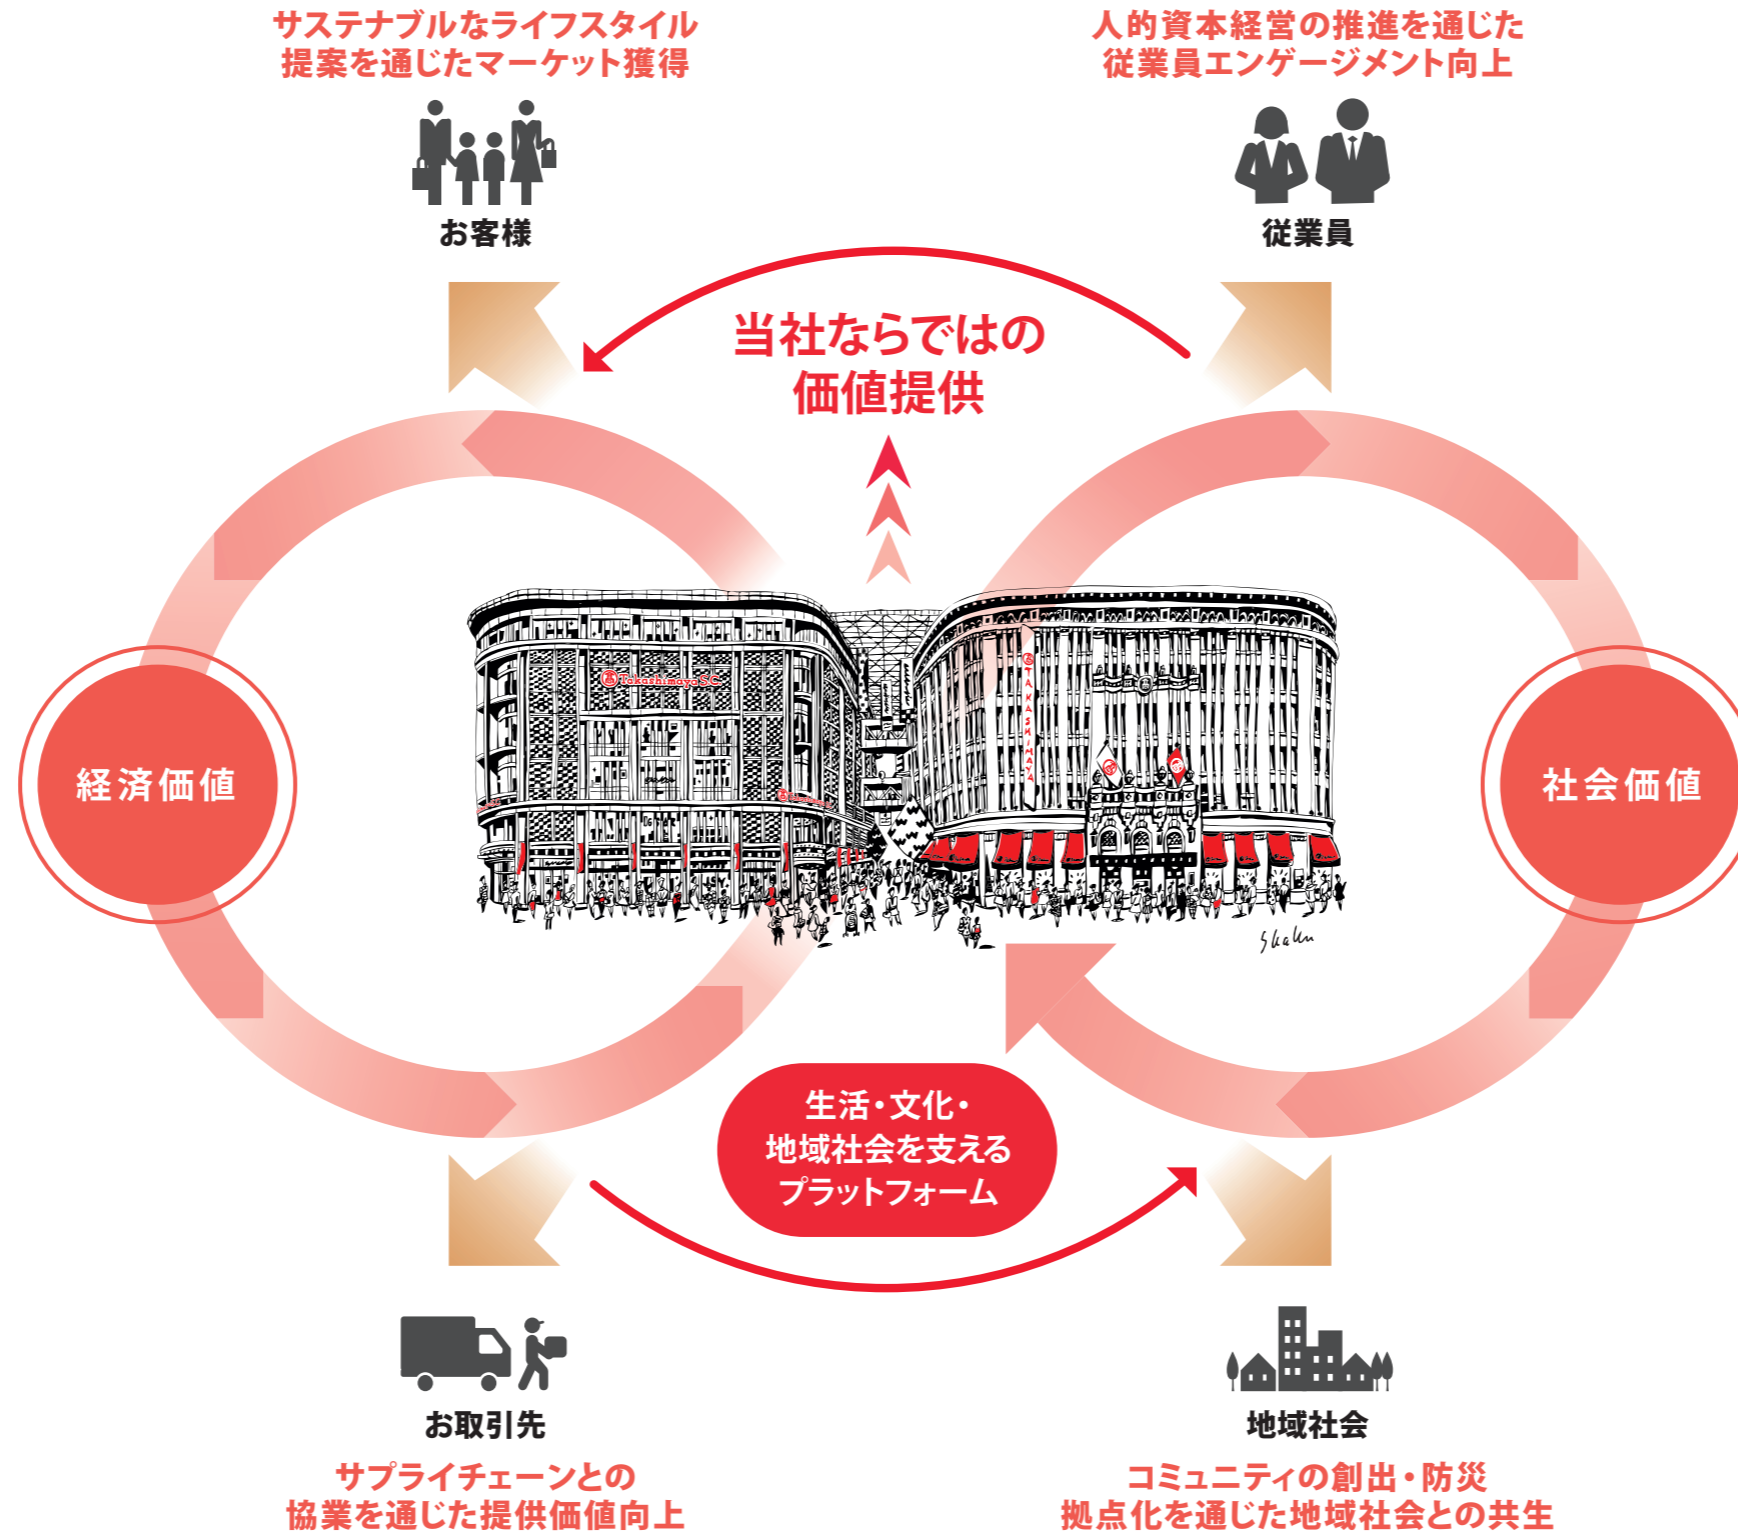 サステナブルなライフスタイル
提案を通じたマーケット獲得
人的資本経営の推進を通じた
従業員エンゲージメント向上
お客様
従業員
当社ならではの
価値提供
Takashimaya S.C.
TAKASHIMAYA
経済価値
社会価値
生活・文化・
地域社会を支える
プラットフォーム
お取引先
地域社会
サプライチェーンとの
協業を通じた提供価値向上
コミュニティの創出・防災
拠点化を通じた地域社会との共生